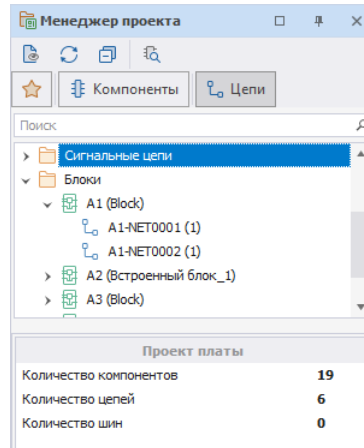 Менеджер проекта
Компоненты
Цепи
Поиск
Сигнальные цепи
Блоки
A1 (Block)
A1-NET0001 (1)
A1-NET0002 (1)
A2 (Встроенный блок_1)
A3 (Block)
Проект платы
Количество компонентов 19
Количество цепей 6
Количество шин 0